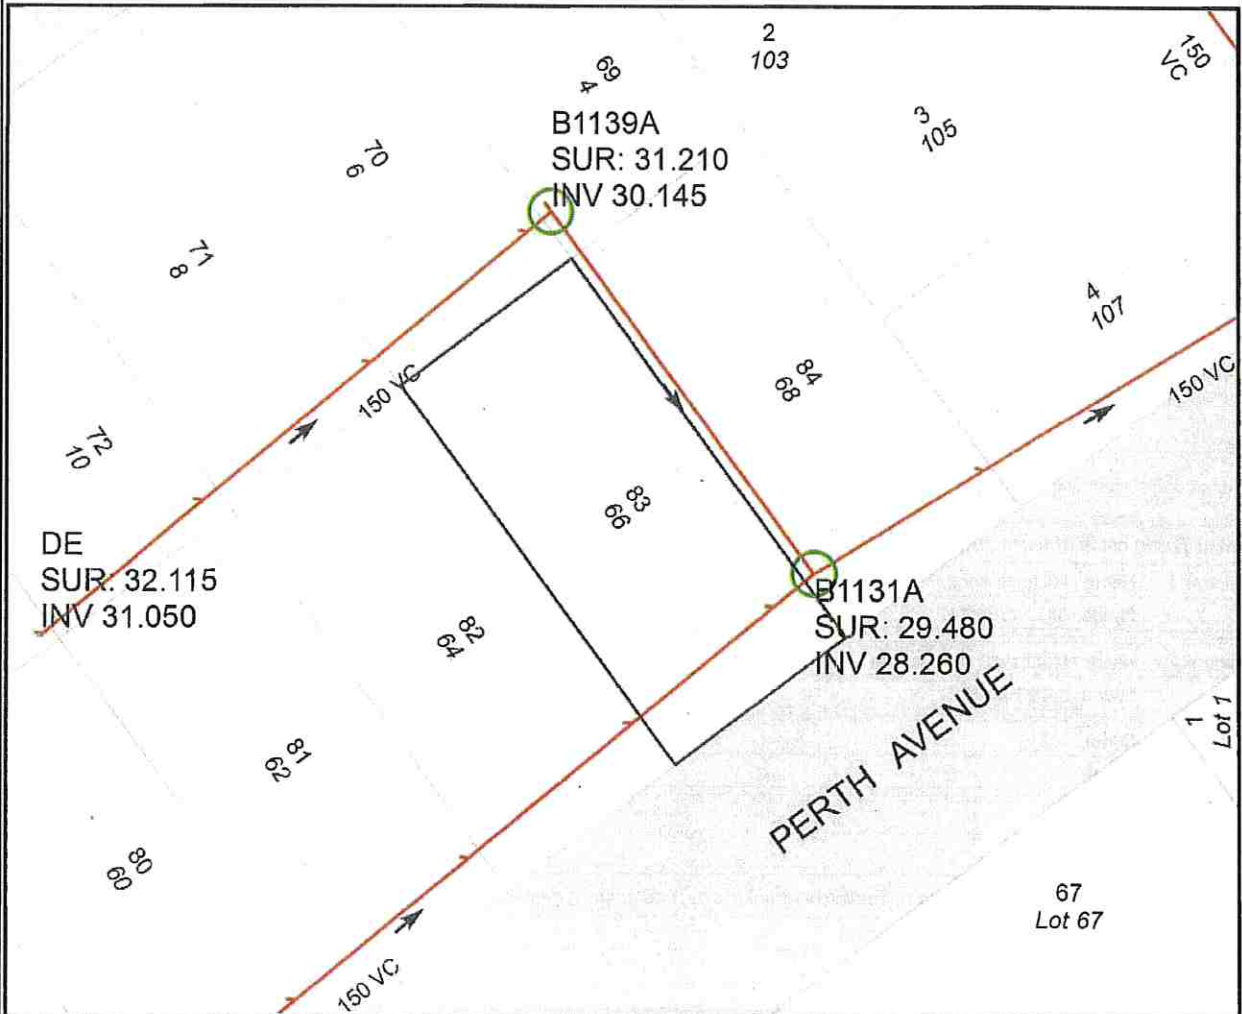 2
103
69
4
150
VC
B1139A
SUR: 31.210
INV 30.145
3
105
70
6
71
8
4
107
150 VC
84
68
150 VC
72
10
83
66
DE
SUR: 32.115
INV 31.050
B1131A
SUR: 29.480
INV 28.260
82
64
PERTH AVENUE
1
Lot 1
81
62
80
60
67
Lot 67
150 VC